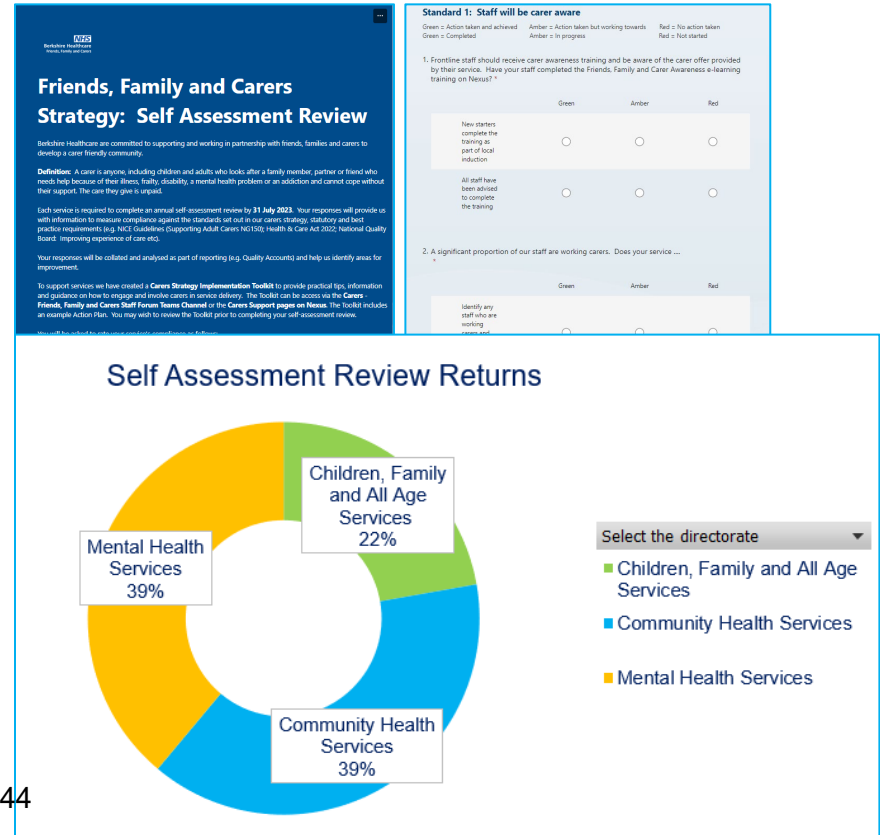 ...
NHS
Berkshire Healthcare
Friends, Family and Carers
Friends, Family and Carers
Strategy: Self Assessment Review
Berkshire Healthcare are committed to supporting and working in partnership with friends, families and carers to
develop a carer friendly community.
Definition: A carer is anyone, including children and adults who looks after a family member, partner or friend who
needs help because of their illness, frailty, disability, a mental health problem or an addiction and cannot cope without
their support. The care they give is unpaid.
Each service is required to complete an annual self-assessment review by 31 July 2023. Your responses will provide us
with information to measure compliance against the standards set out in our carers strategy, statutory and best
practice requirements (e.g. NICE Guidelines (Supporting Adult Carers NG150); Health & Care Act 2022; National Quality
Board: Improving experience of care etc).
Your responses will be collated and analysed as part of reporting (e.g. Quality Accounts) and help us identify areas for
improvement.
To support services we have created a Carers Strategy Implementation Toolkit to provide practical tips, information
and guidance on how to engage and involve carers in service delivery. The Toolkit can be access via the Carers -
Friends, Family and Carers Staff Forum Teams Channel or the Carers Support pages on Nexus. The Toolkit includes
an example Action Plan. You may wish to review the Toolkit prior to completing your self-assessment review.
You will be asked to rate your service's compliance as follows:
Standard 1: Staff will be carer aware
Green = Action taken and achieved Amber = Action taken but working towards Red = No action taken
Green = Completed Amber = In progress Red = Not started
1. Frontline staff should receive carer awareness training and be aware of the carer offer provided
by their service. Have your staff completed the Friends, Family and Carer Awareness e-learning
training on Nexus? *
Green Amber Red
New starters
complete the
training as
part of local
induction
All staff have
been advised
to complete
the training
2. A significant proportion of our staff are working carers. Does your service ....
*
Green Amber Red
Identify any
staff who are
working
carers and
Self Assessment Review Returns
Children, Family
and All Age
Services
22%
Mental Health
Services
39%
Community Health
Services
39%
Select the directorate
Children, Family and All Age
Services
Community Health Services
Mental Health Services
44